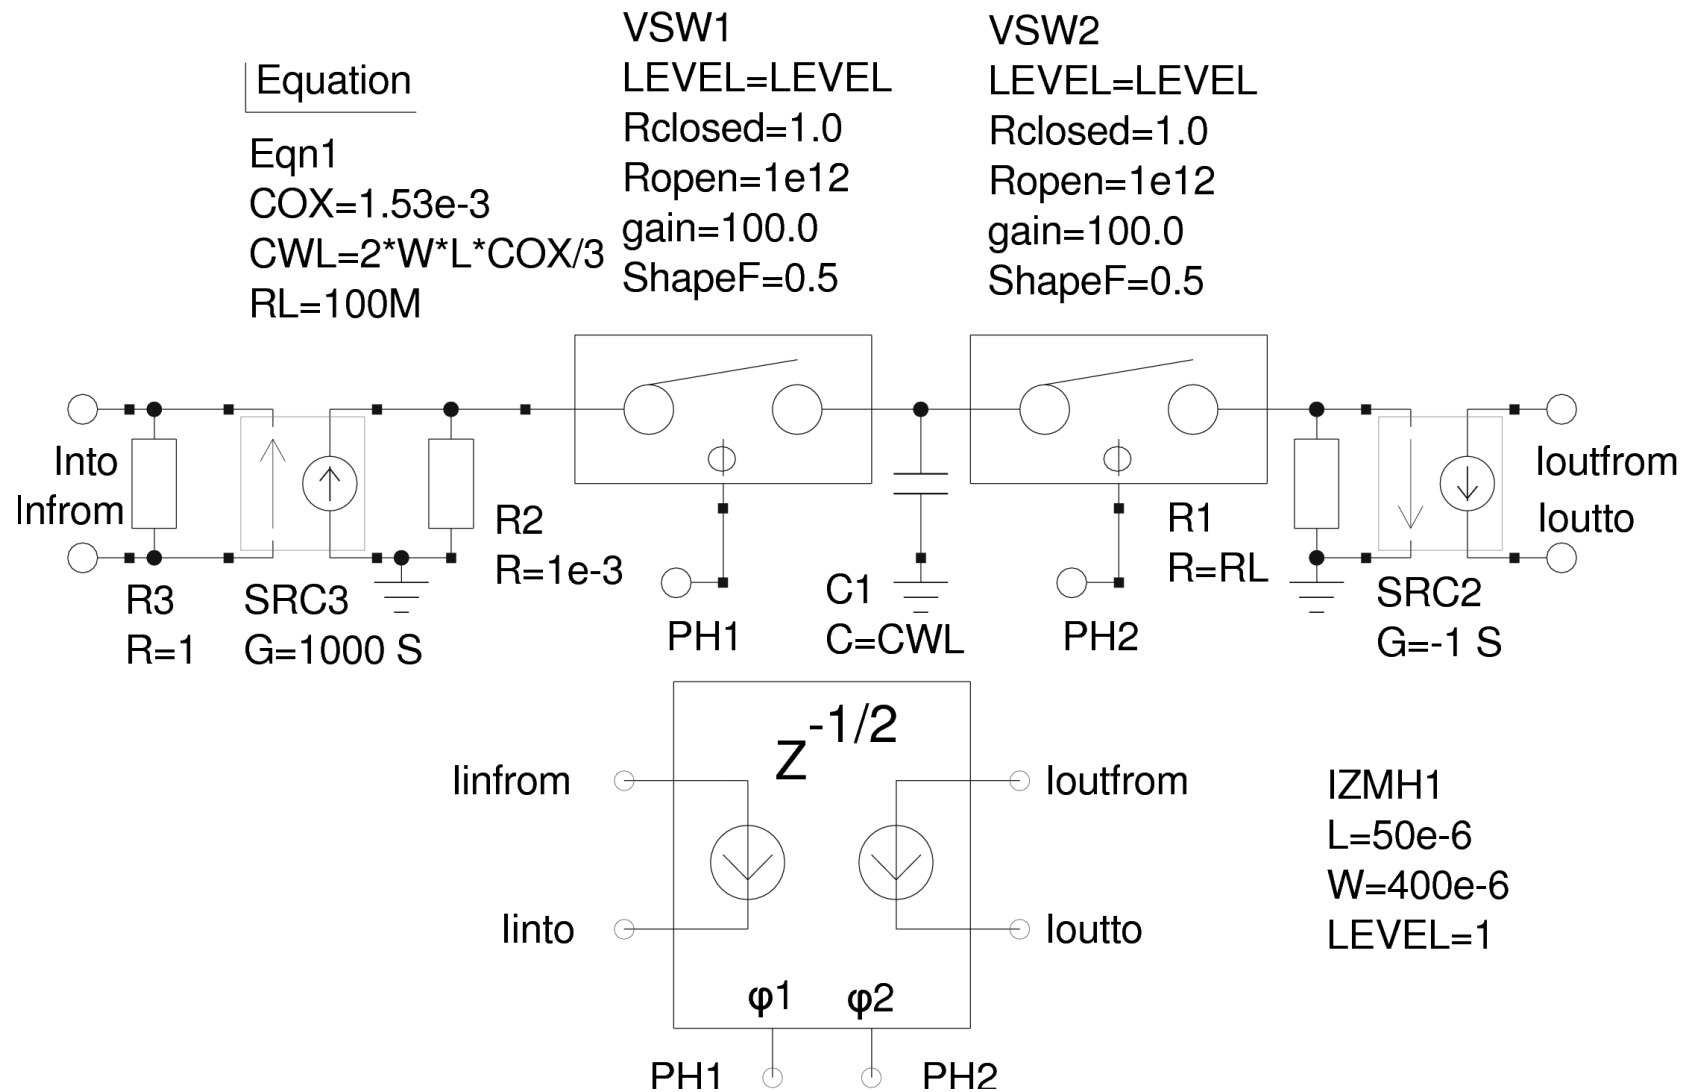 Equation
Eqn1
COX=1.53e-3
CWL=2*W*L*COX/3
RL=100M
VSW1
LEVEL=LEVEL
Rclosed=1.0
Ropen=1e12
gain=100.0
ShapeF=0.5
VSW2
LEVEL=LEVEL
Rclosed=1.0
Ropen=1e12
gain=100.0
ShapeF=0.5
Into
Infrom
R3
R=1
SRC3
G=1000 S
R2
R=1e-3
PH1
C1
C=CWL
PH2
R1
R=RL
SRC2
G=-1 S
Ioutfrom
Ioutto
Z-1/2
Iinfrom
Iinto
Ioutfrom
Ioutto
φ1
φ2
PH1
PH2
IZMH1
L=50e-6
W=400e-6
LEVEL=1